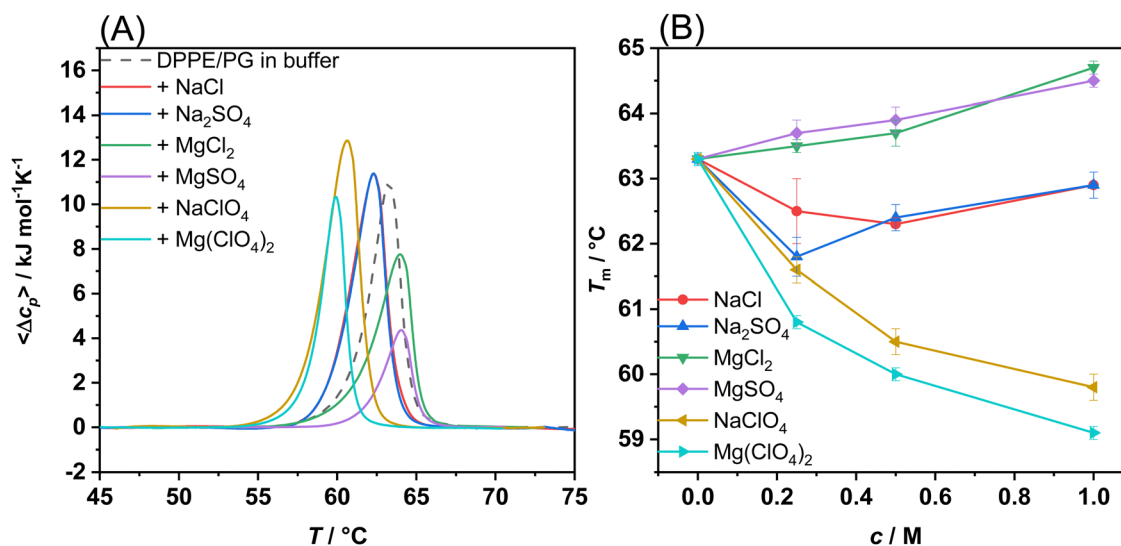 (A)
DPPE/PG in buffer
+ NaCl
+ Na₂SO₄
+ MgCl₂
+ MgSO₄
+ NaClO₄
+ Mg(ClO₄)₂
16
14
12
10
8
6
4
2
0
-2
<Δcₚ> / kJ mol⁻¹K⁻¹
45 50 55 60 65 70 75
T / °C
(B)
65
64
63
62
61
60
59
Tₘ / °C
NaCl
Na₂SO₄
MgCl₂
MgSO₄
NaClO₄
Mg(ClO₄)₂
0.0 0.2 0.4 0.6 0.8 1.0
c / M